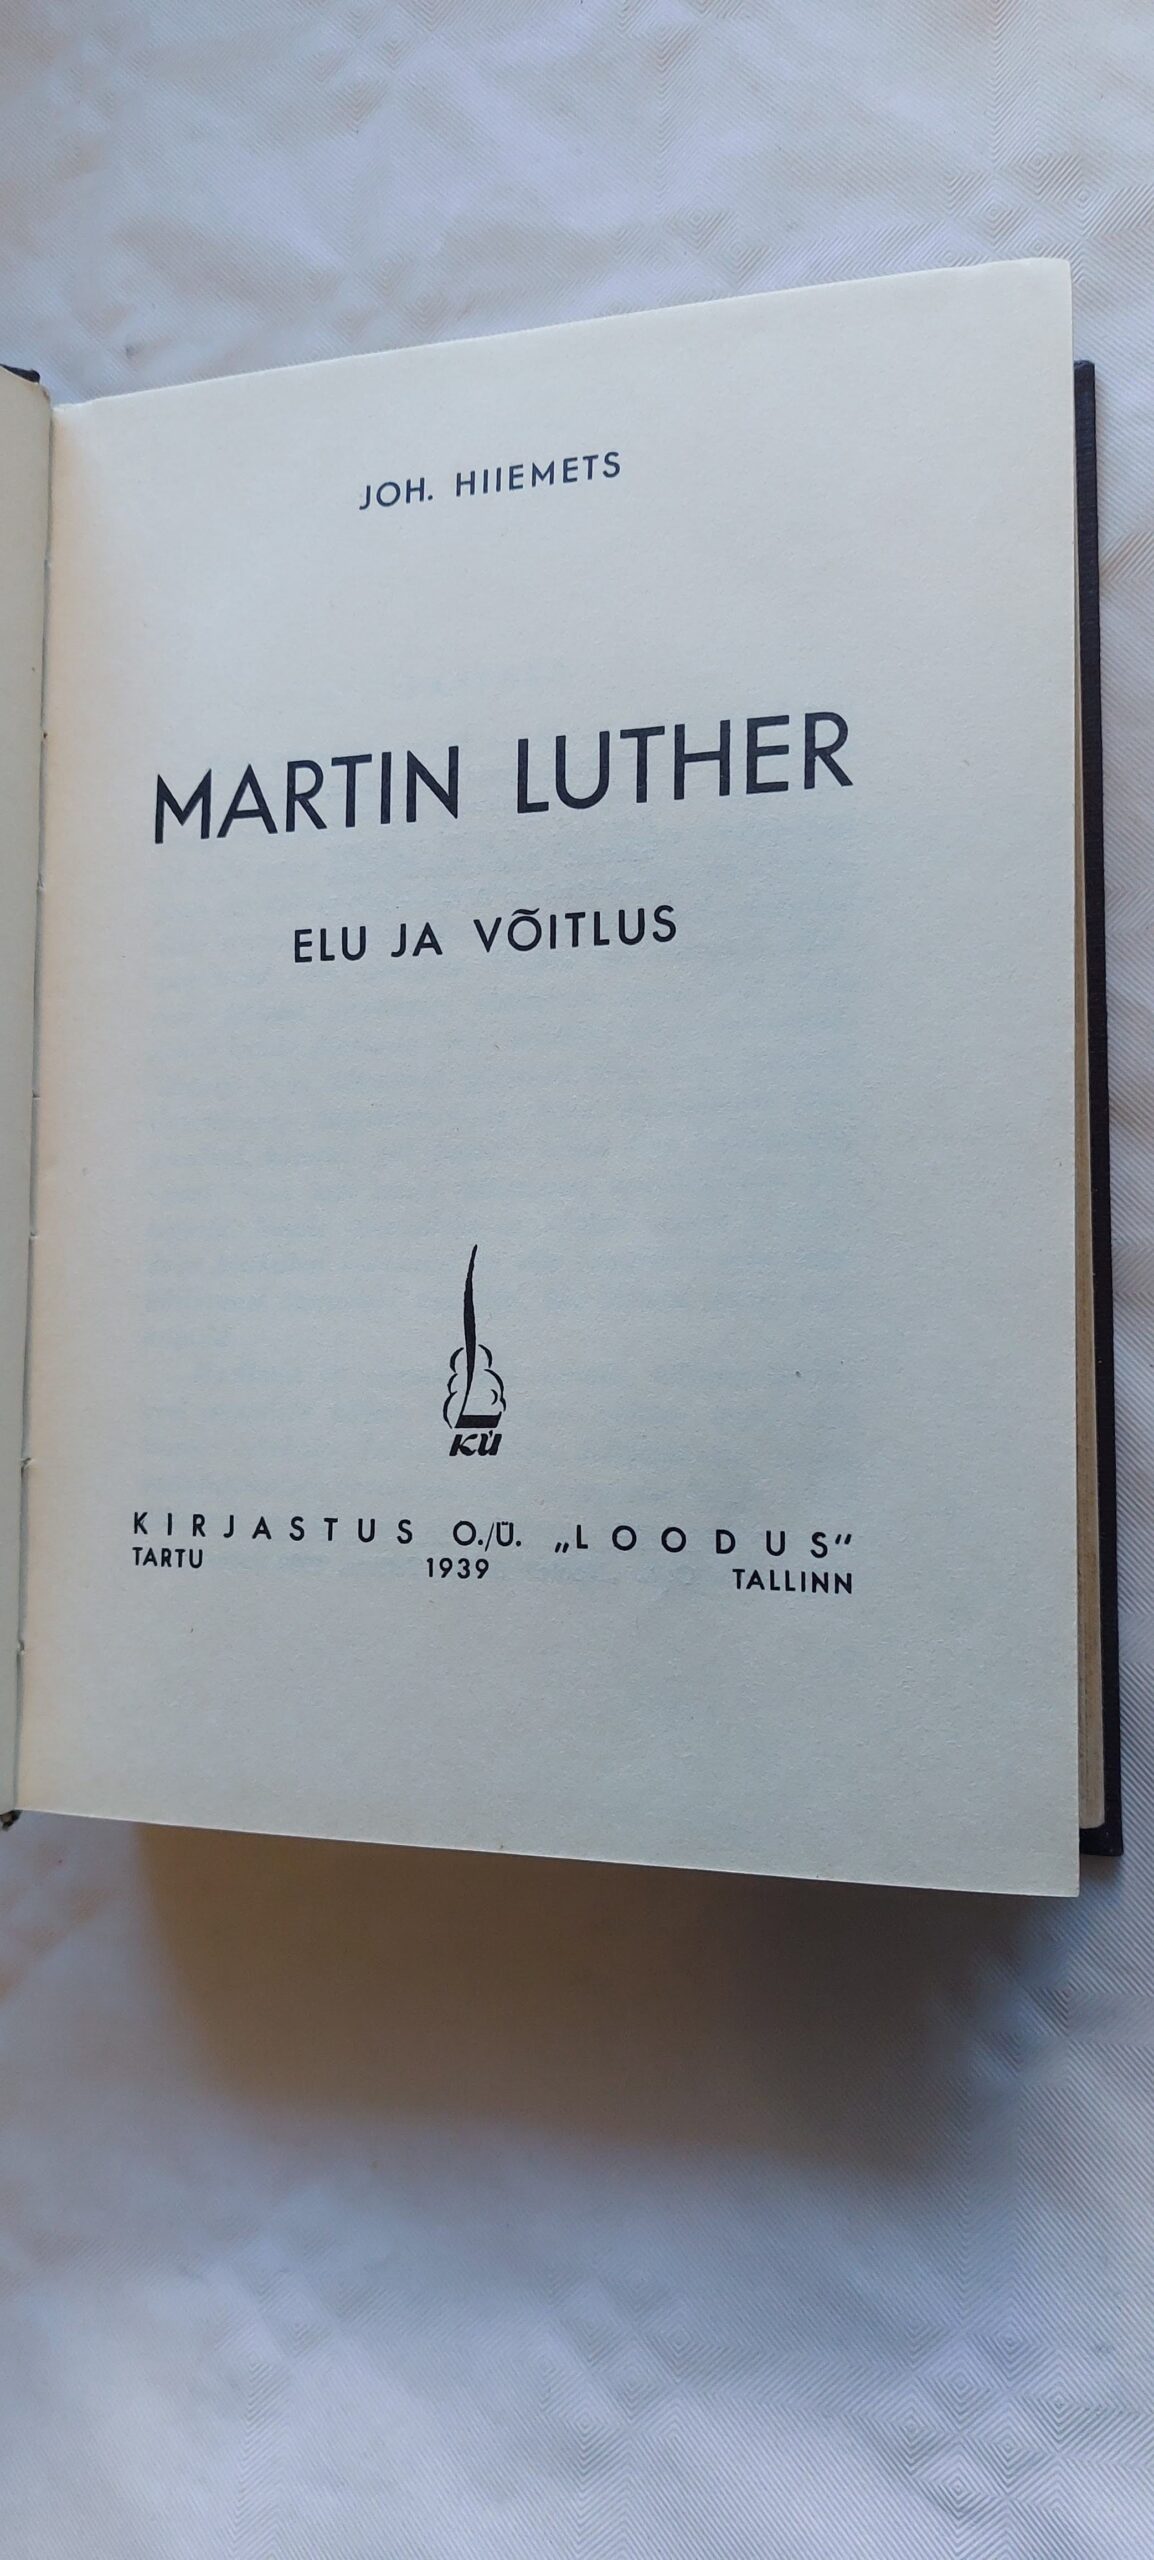 JOH. HIIEMETS
MARTIN LUTHER
ELU JA VÕITLUS
KÜ
KIRJASTUS O./Ü. „LOODUS“
TARTU 1939 TALLINN